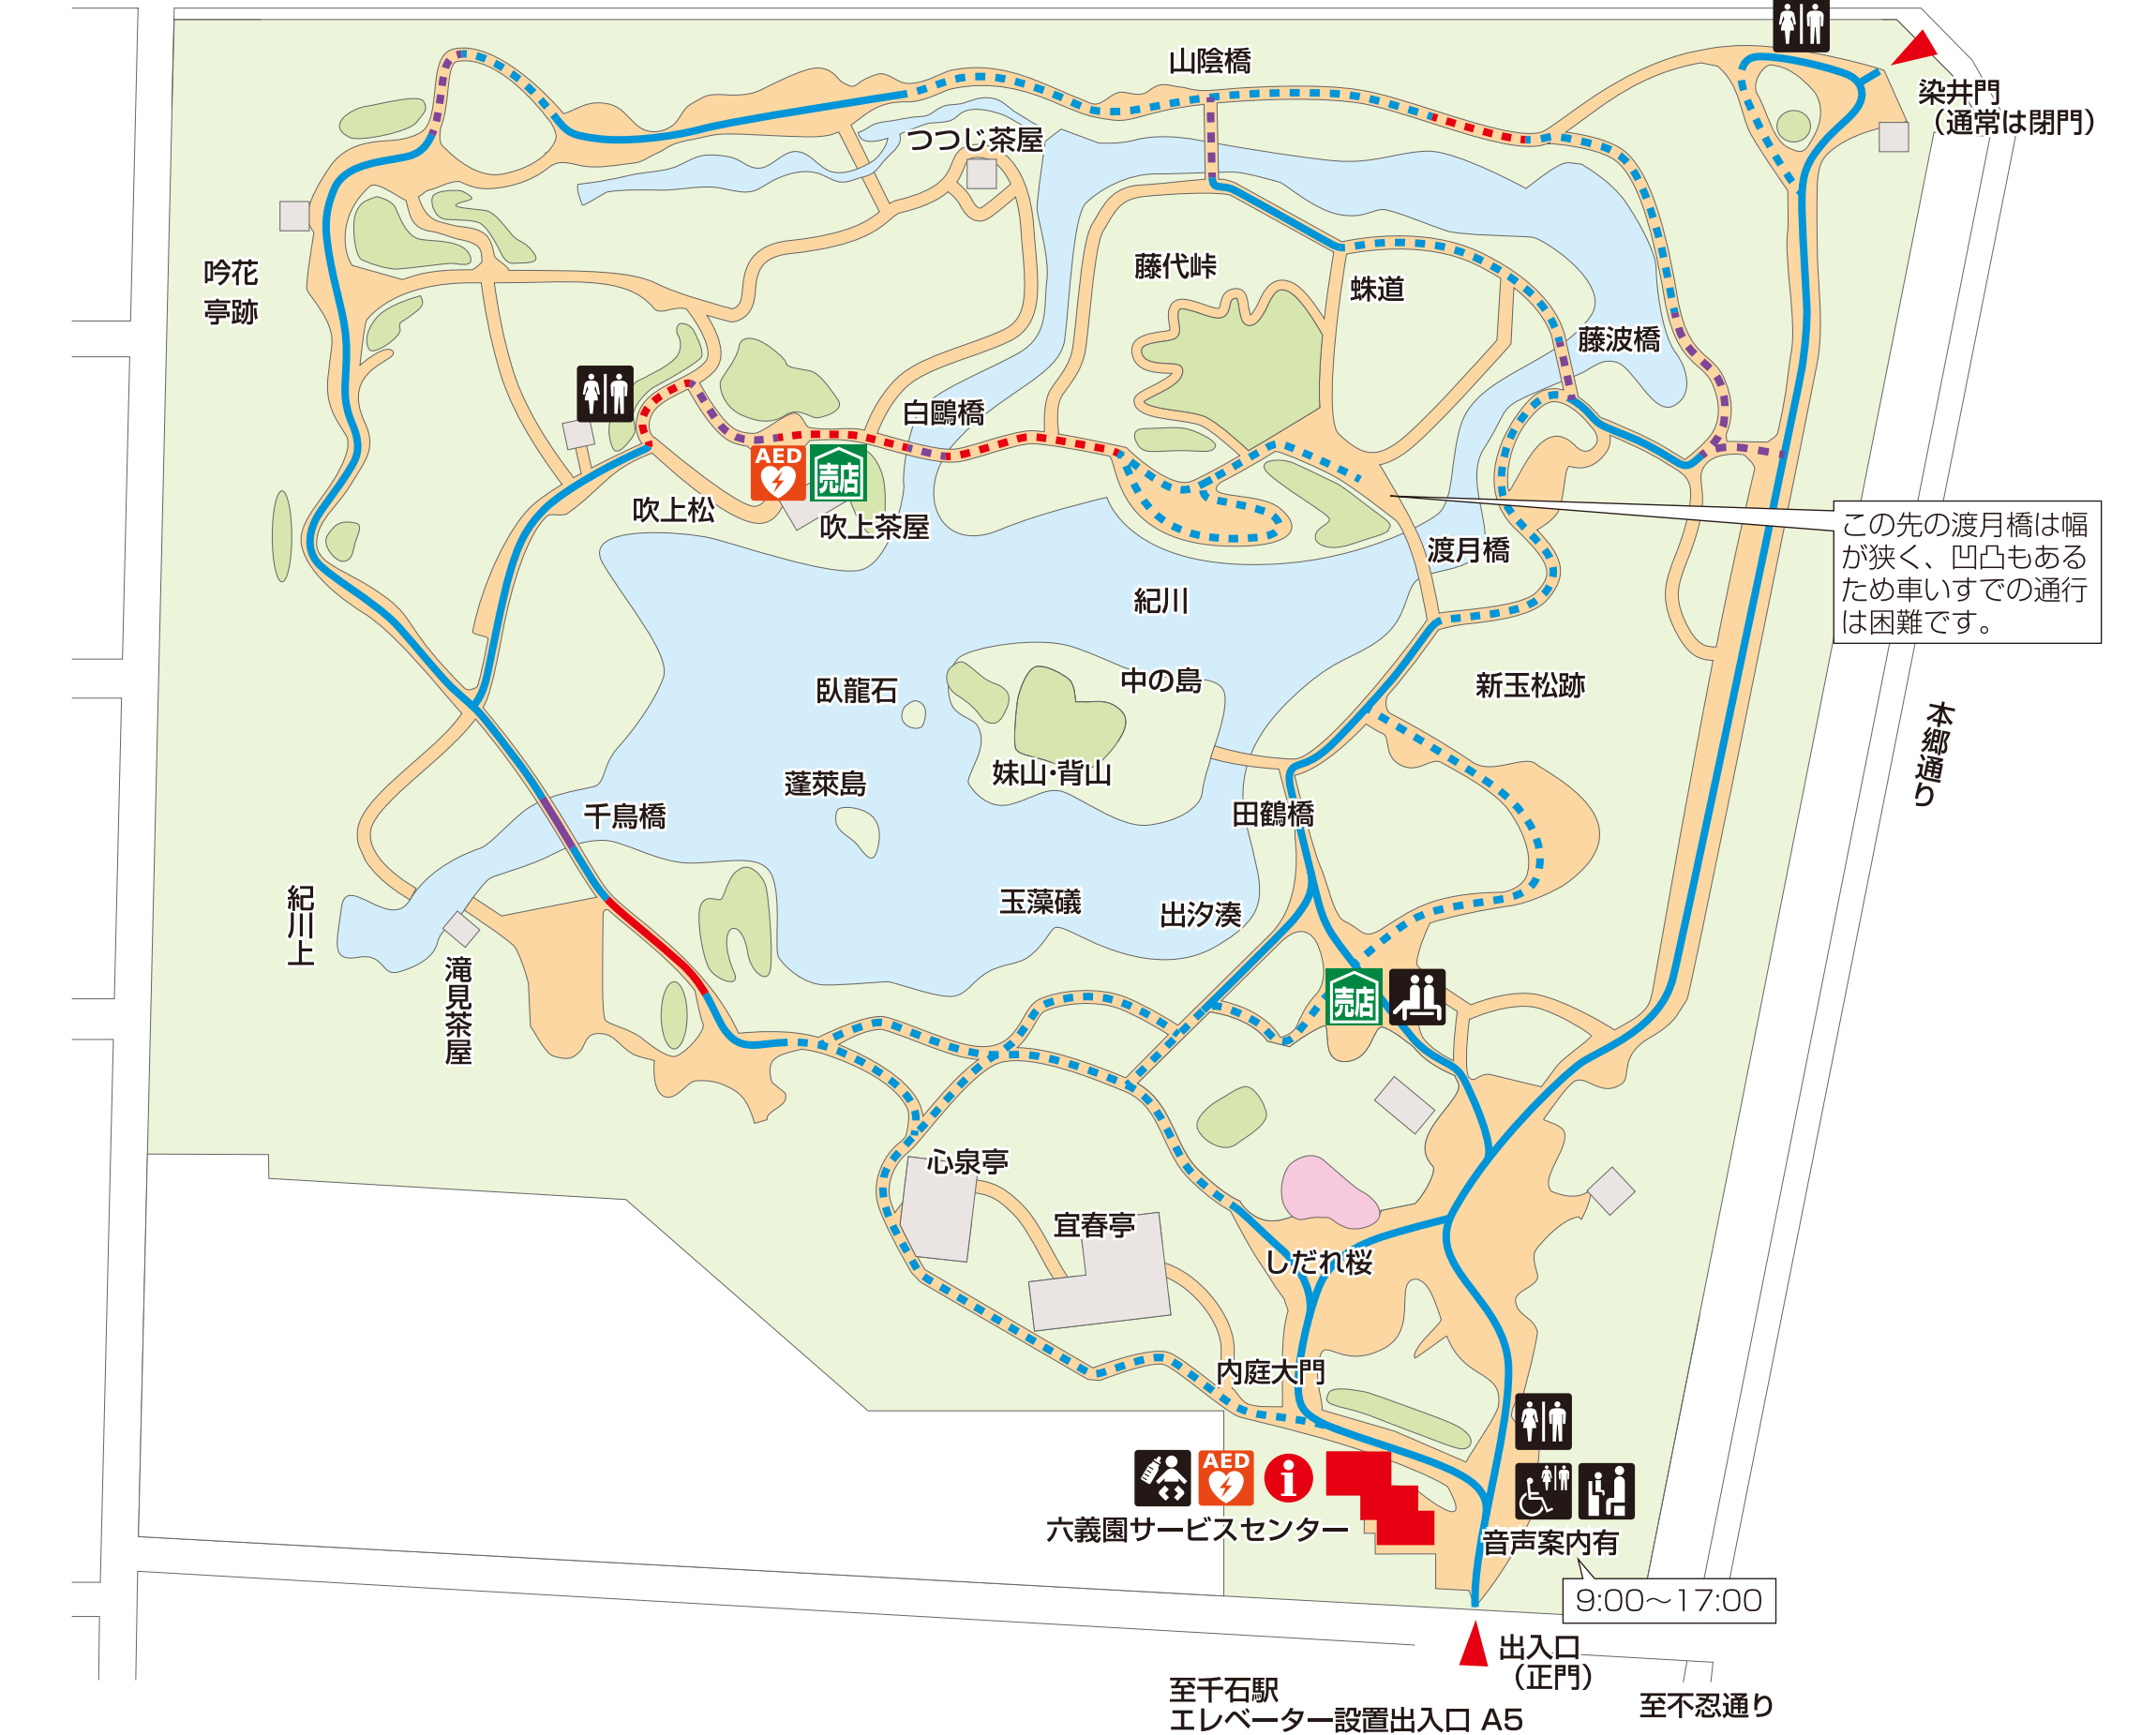 山陰橋
染井門
（通常は閉門）
つつじ茶屋
吟花
亭跡
藤代峠
蛛道
藤波橋
白鷗橋
AED
売店
吹上松
吹上茶屋
この先の渡月橋は幅
が狭く、凹凸もある
ため車いすでの通行
は困難です。
渡月橋
紀川
中の島
臥龍石
新玉松跡
本郷通り
妹山・背山
蓬萊島
千鳥橋
田鶴橋
紀川上
玉藻磯
出汐湊
滝見茶屋
売店
心泉亭
宜春亭
しだれ桜
内庭大門
AED
i
六義園サービスセンター
音声案内有
9:00〜17:00
出入口
（正門）
至千石駅
エレベーター設置出入口 A5
至不忍通り